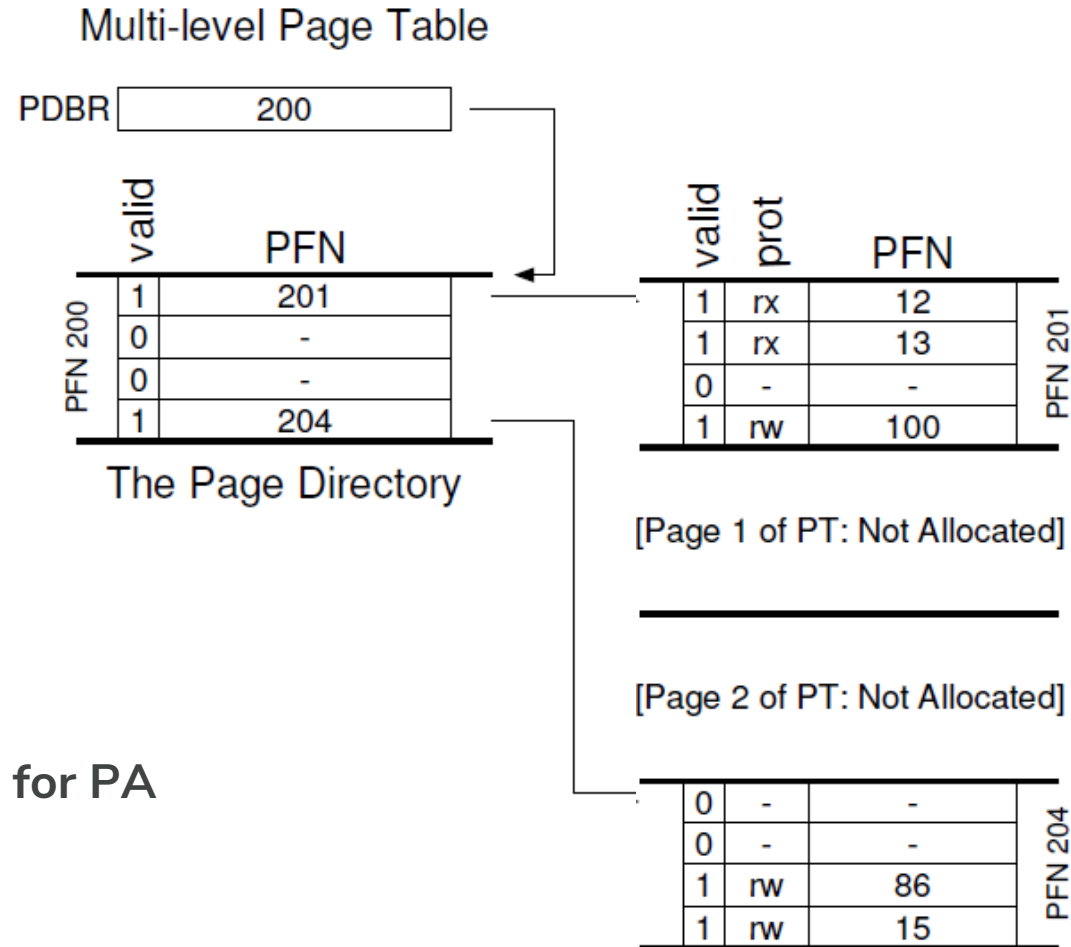 Multi-level Page Table
PDBR 200
valid PFN
PFN 200
1 201
0 -
0 -
1 204
The Page Directory
valid prot PFN
1 rx 12
1 rx 13
0 - -
1 rw 100
PFN 201
[Page 1 of PT: Not Allocated]
[Page 2 of PT: Not Allocated]
for PA
0 - -
0 - -
1 rw 86
1 rw 15
PFN 204